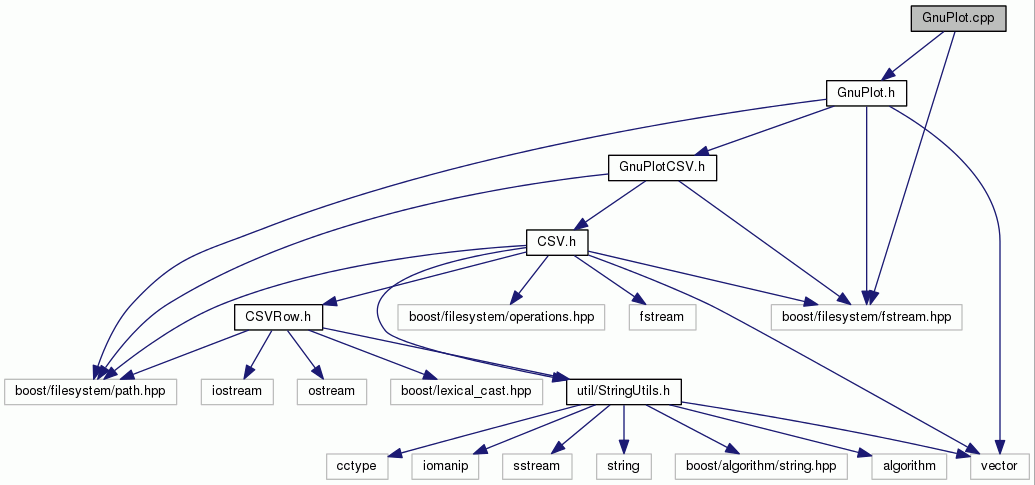 GnuPlot.cpp
GnuPlot.h
GnuPlotCSV.h
CSV.h
CSVRow.h
boost/filesystem/operations.hpp
fstream
boost/filesystem/fstream.hpp
boost/filesystem/path.hpp
iostream
ostream
boost/lexical_cast.hpp
util/StringUtils.h
cctype
iomanip
sstream
string
boost/algorithm/string.hpp
algorithm
vector